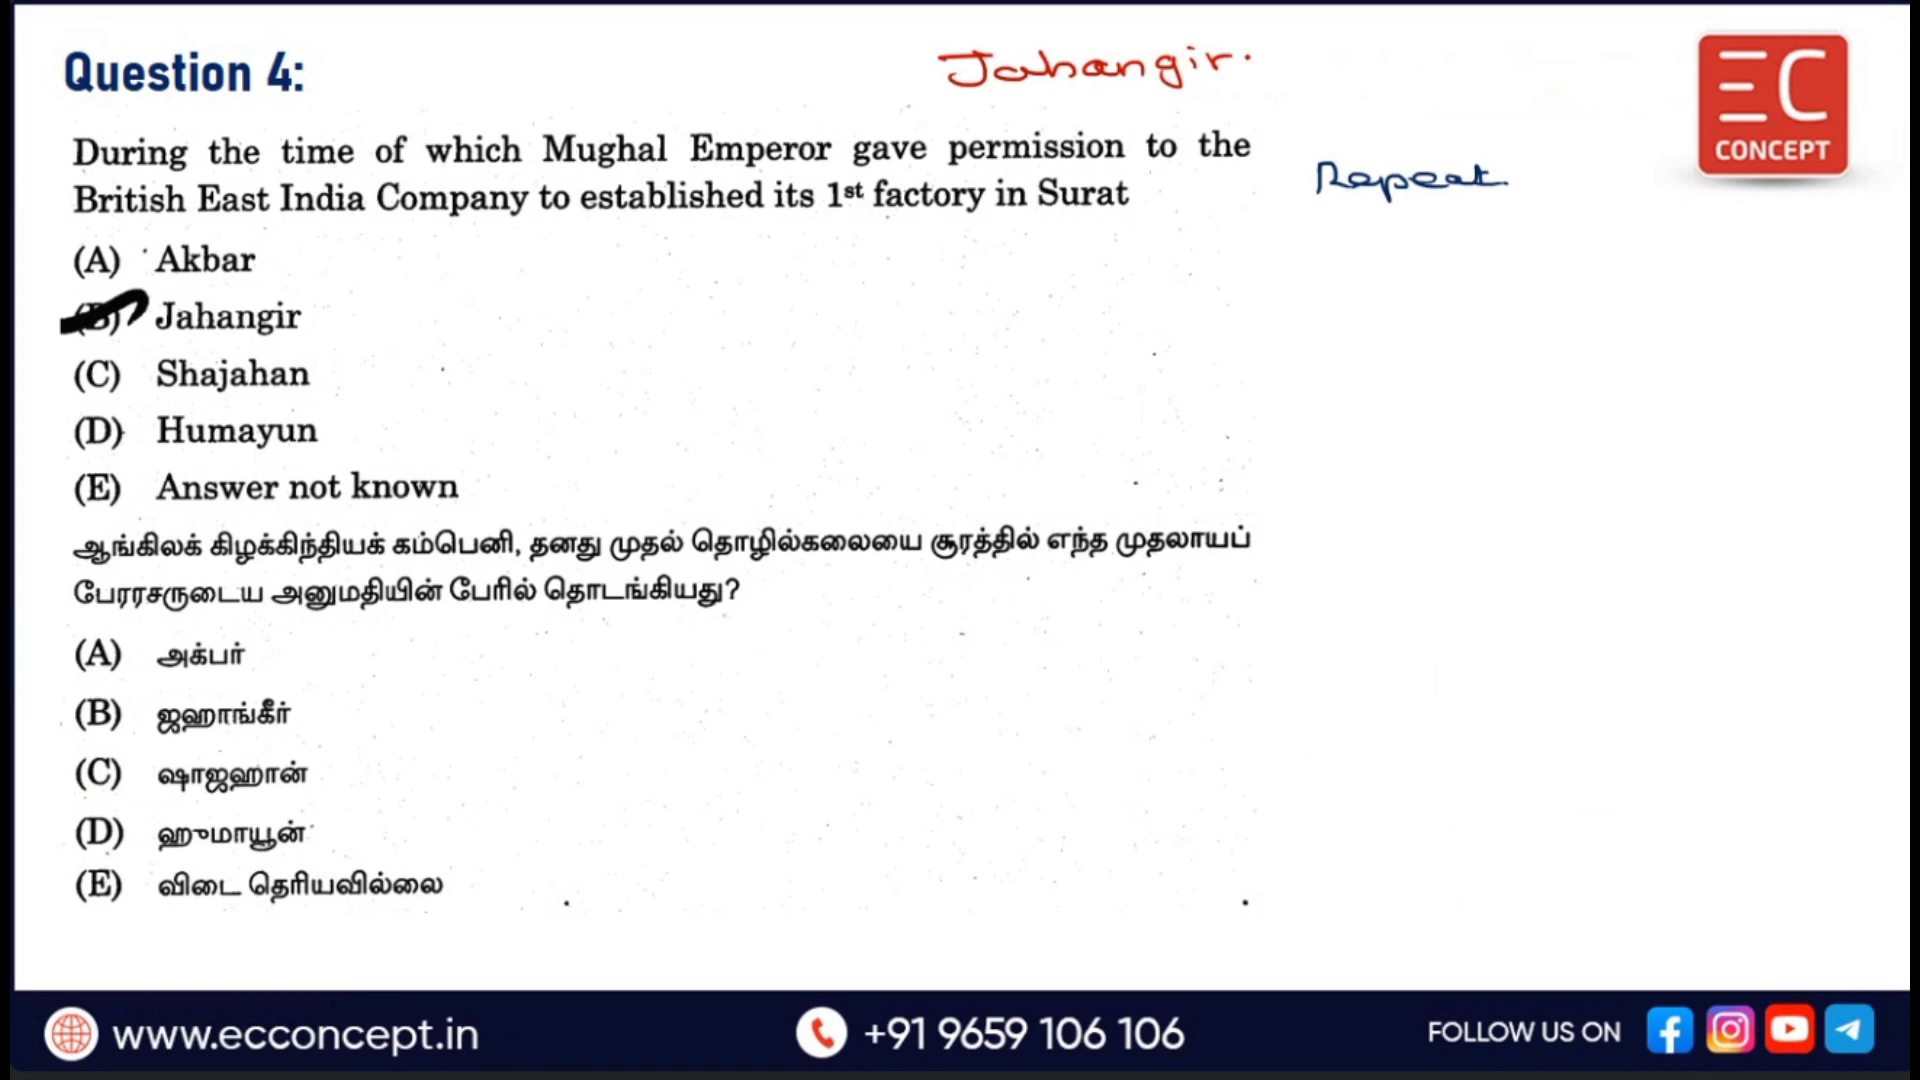 Question 4:
Jahangir.
EC
CONCEPT
During the time of which Mughal Emperor gave permission to the
British East India Company to established its 1st factory in Surat
Repeat
(A) Akbar
(B) Jahangir
(C) Shajahan
(D) Humayun
(E) Answer not known
ஆங்கிலக் கிழக்கிந்தியக் கம்பெனி, தனது முதல் தொழில்கலையை சூரத்தில் எந்த முதலாயப்
பேரரசருடைய அனுமதியின் பேரில் தொடங்கியது?
(A) அக்பர்
(B) ஜஹாங்கீர்
(C) ஷாஜஹான்
(D) ஹுமாயூன்
(E) விடை தெரியவில்லை
www.ecconcept.in
+91 9659 106 106
FOLLOW US ON